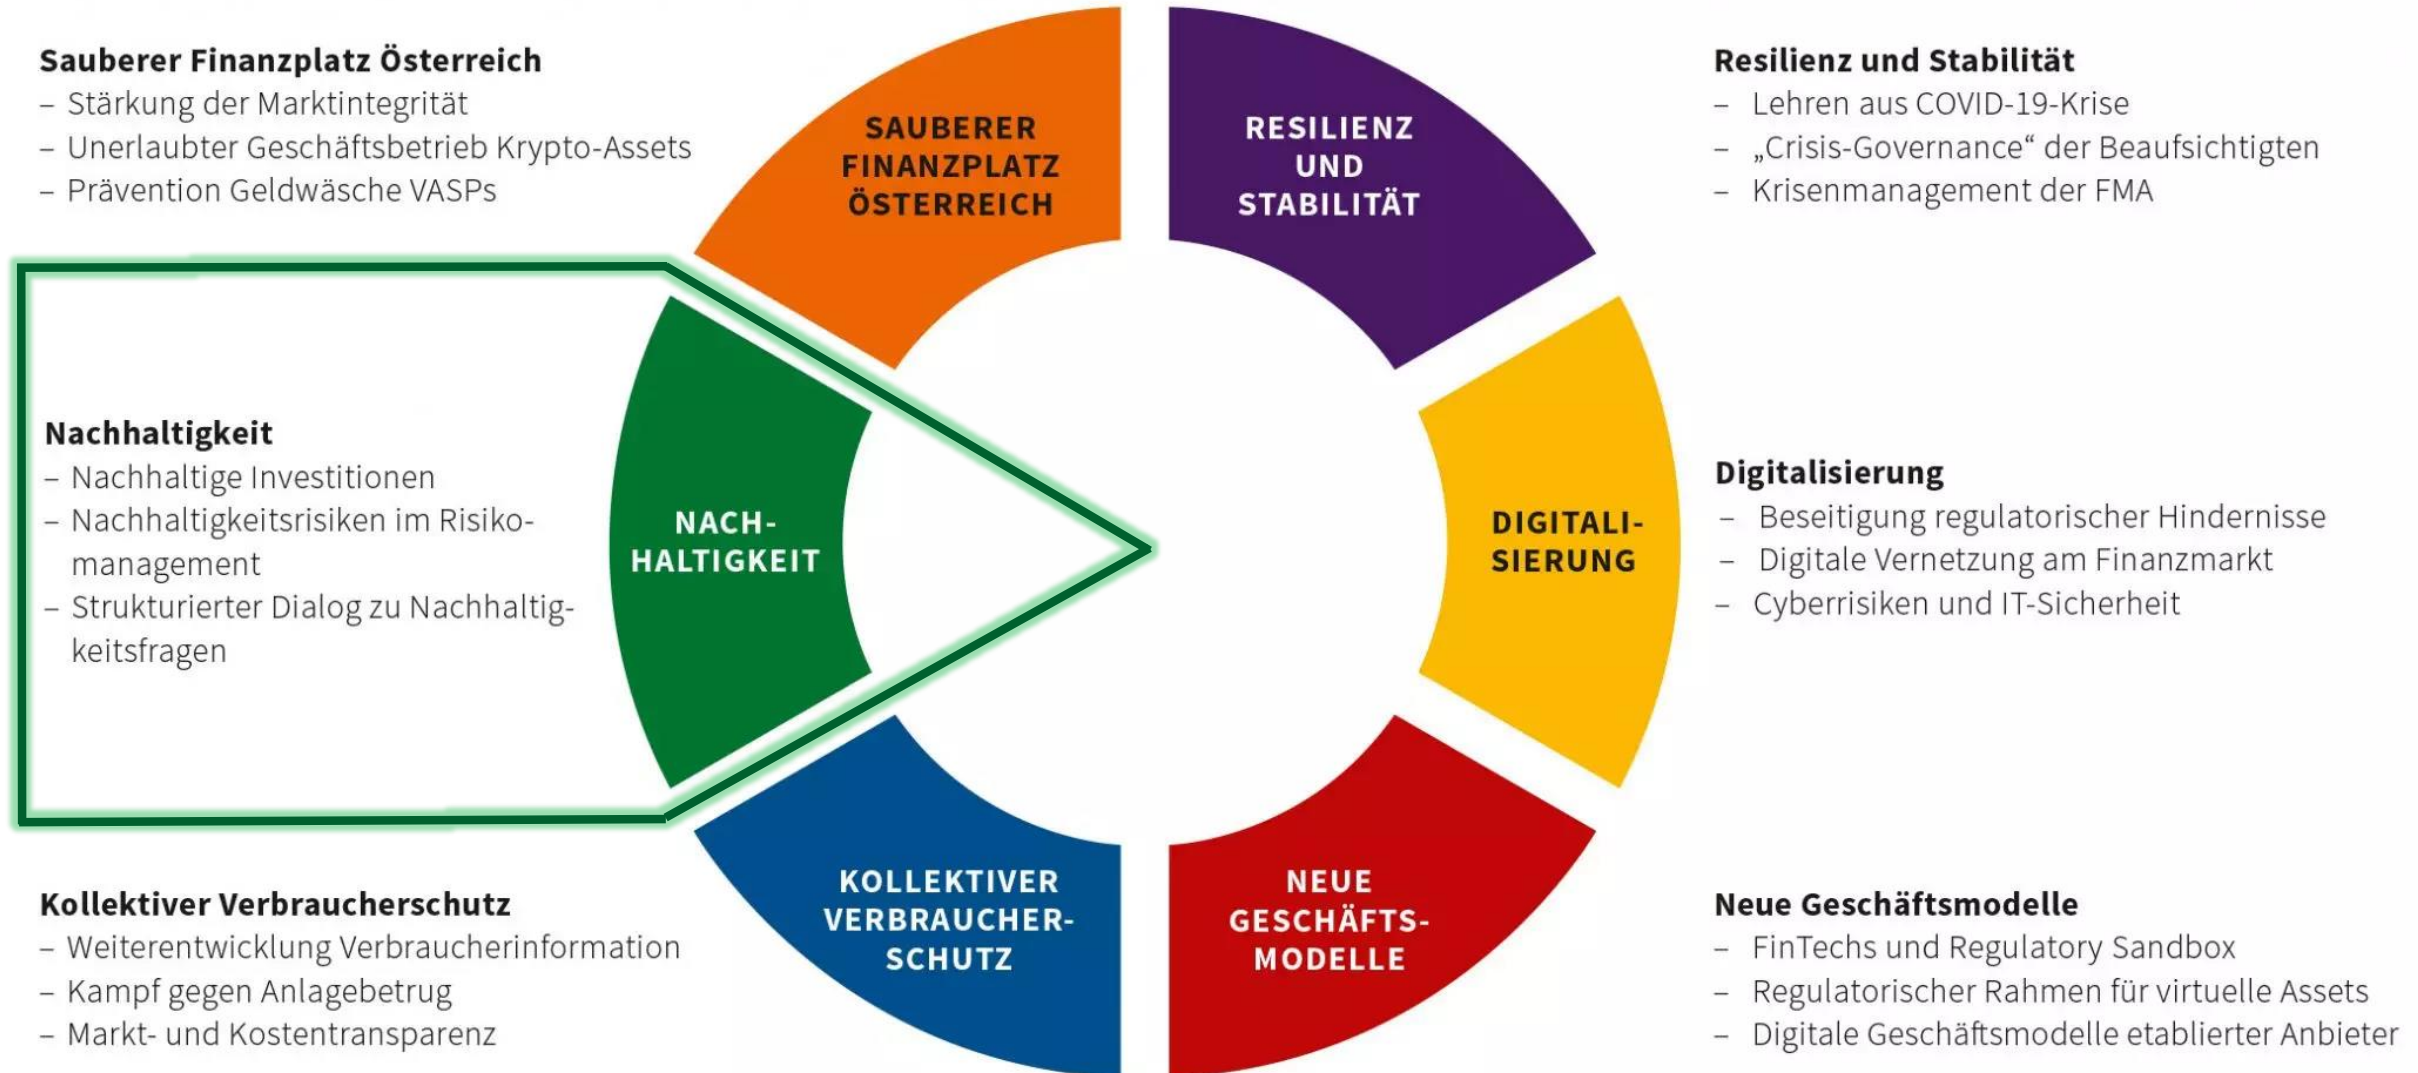 Sauberer Finanzplatz Österreich
– Stärkung der Marktintegrität
– Unerlaubter Geschäftsbetrieb Krypto-Assets
– Prävention Geldwäsche VASPs
SAUBERER
FINANZPLATZ
ÖSTERREICH
RESILIENZ
UND
STABILITÄT
Resilienz und Stabilität
– Lehren aus COVID-19-Krise
– „Crisis-Governance“ der Beaufsichtigten
– Krisenmanagement der FMA
Nachhaltigkeit
– Nachhaltige Investitionen
– Nachhaltigkeitsrisiken im Risiko-
management
– Strukturierter Dialog zu Nachhaltig-
keitsfragen
NACH-
HALTIGKEIT
DIGITALI-
SIERUNG
Digitalisierung
– Beseitigung regulatorischer Hindernisse
– Digitale Vernetzung am Finanzmarkt
– Cyberrisiken und IT-Sicherheit
Kollektiver Verbraucherschutz
– Weiterentwicklung Verbraucherinformation
– Kampf gegen Anlagebetrug
– Markt- und Kostentransparenz
KOLLEKTIVER
VERBRAUCHER-
SCHUTZ
NEUE
GESCHÄFTS-
MODELLE
Neue Geschäftsmodelle
– FinTechs und Regulatory Sandbox
– Regulatorischer Rahmen für virtuelle Assets
– Digitale Geschäftsmodelle etablierter Anbieter